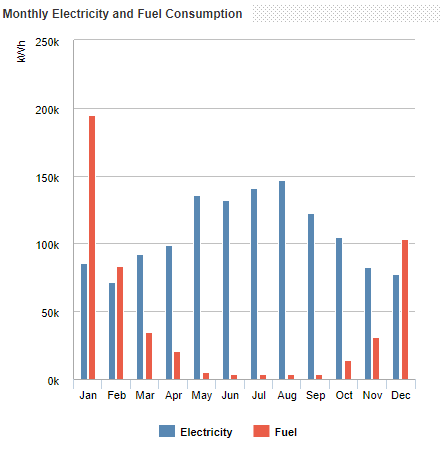 Monthly Electricity and Fuel Consumption
kWh
250k
200k
150k
100k
50k
0k
Jan Feb Mar Apr May Jun Jul Aug Sep Oct Nov Dec
Electricity Fuel